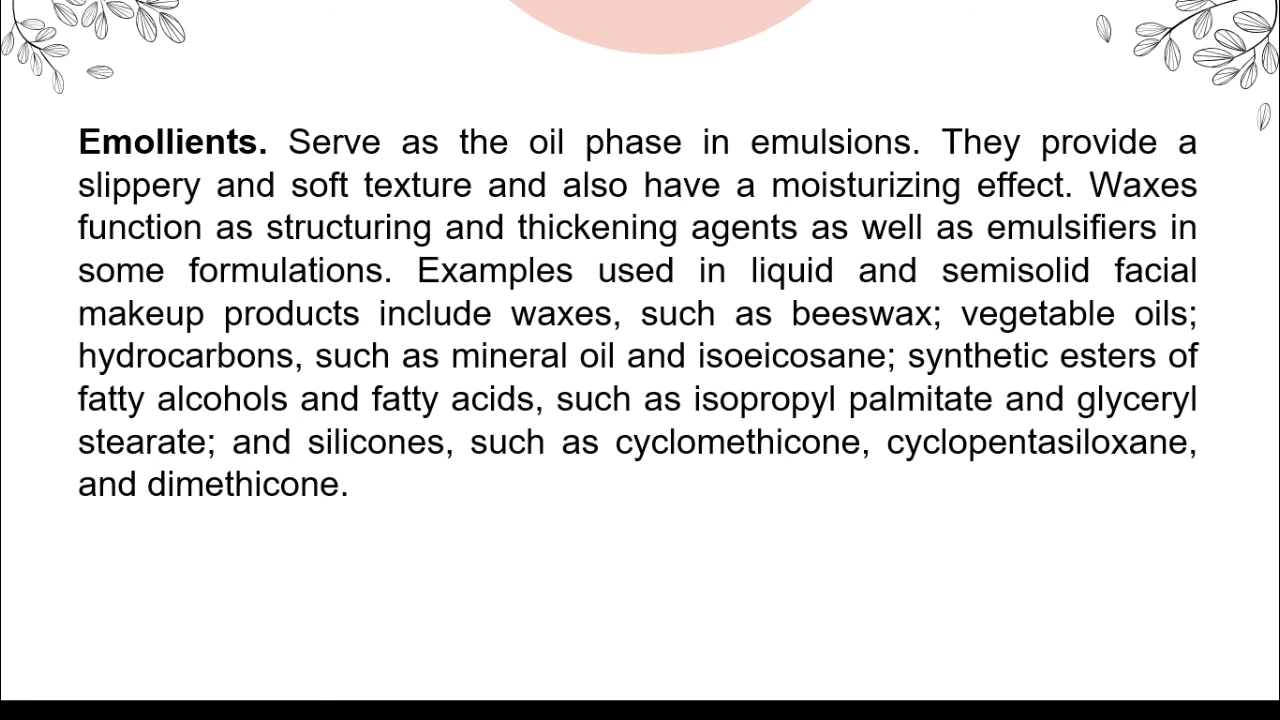 Emollients. Serve as the oil phase in emulsions. They provide a
slippery and soft texture and also have a moisturizing effect. Waxes
function as structuring and thickening agents as well as emulsifiers in
some formulations. Examples used in liquid and semisolid facial
makeup products include waxes, such as beeswax; vegetable oils;
hydrocarbons, such as mineral oil and isoeicosane; synthetic esters of
fatty alcohols and fatty acids, such as isopropyl palmitate and glyceryl
stearate; and silicones, such as cyclomethicone, cyclopentasiloxane,
and dimethicone.